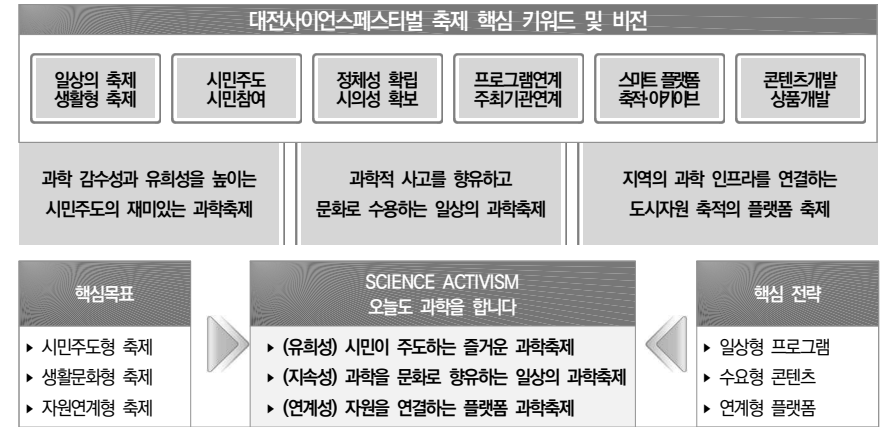 대전사이언스페스티벌 축제 핵심 키워드 및 비전
일상의 축제
생활형 축제
시민주도
시민참여
정체성 확립
시의성 확보
프로그램연계
주최기관연계
스마트 플랫폼
축적·아카이브
콘텐츠개발
상품개발
과학 감수성과 유희성을 높이는
시민주도의 재미있는 과학축제
과학적 사고를 향유하고
문화로 수용하는 일상의 과학축제
지역의 과학 인프라를 연결하는
도시자원 축적의 플랫폼 축제
핵심목표
▸ 시민주도형 축제
▸ 생활문화형 축제
▸ 자원연계형 축제
SCIENCE ACTIVISM
오늘도 과학을 합니다
▸ (유희성) 시민이 주도하는 즐거운 과학축제
▸ (지속성) 과학을 문화로 향유하는 일상의 과학축제
▸ (연계성) 자원을 연결하는 플랫폼 과학축제
핵심 전략
▸ 일상형 프로그램
▸ 수요형 콘텐츠
▸ 연계형 플랫폼